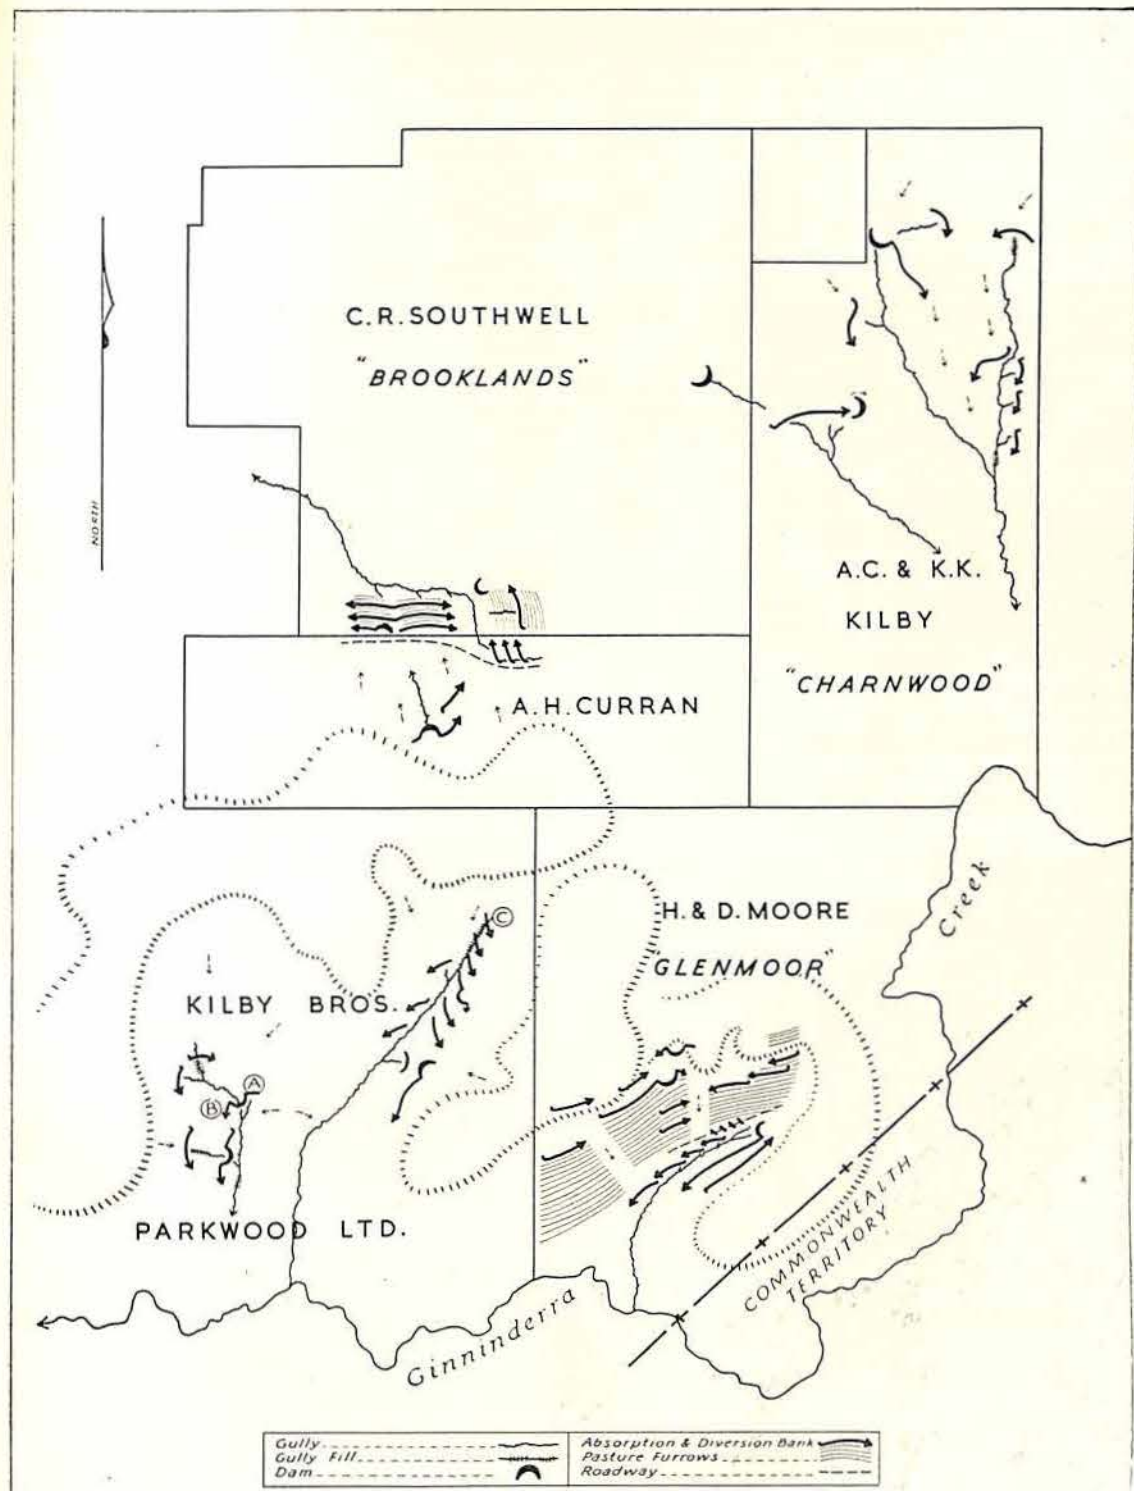 NORTH
C.R. SOUTHWELL
"BROOKLANDS"
A.C. & K.K.
KILBY
"CHARNWOOD"
A.H. CURRAN
H. & D. MOORE
"GLENMOOR"
Creek
C
KILBY BROS.
A
B
PARKWOOD LTD.
COMMONWEALTH
TERRITORY
Ginninderra
Gully
Gully Fill
Dam
Absorption & Diversion Bank
Pasture Furrows
Roadway